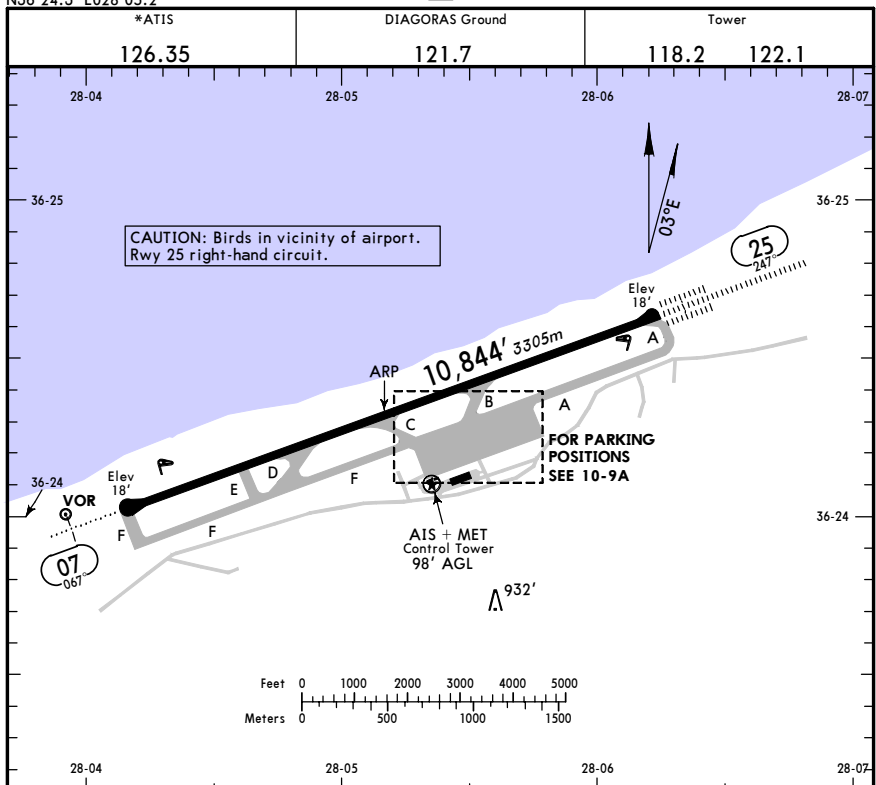 *ATIS
126.35
DIAGORAS Ground
121.7
Tower
118.2 122.1
28-04
28-05
28-06
28-07
36-25
36-25
03°E
CAUTION: Birds in vicinity of airport.
Rwy 25 right-hand circuit.
25
247°
Elev
18'
A
10,844' 3305m
ARP
B
A
C
FOR PARKING
POSITIONS
SEE 10-9A
D
F
E
Elev
18'
36-24
VOR
36-24
F
F
07
067°
AIS + MET
Control Tower
98' AGL
932'
Feet 0 1000 2000 3000 4000 5000
Meters 0 500 1000 1500
28-04
28-05
28-06
28-07